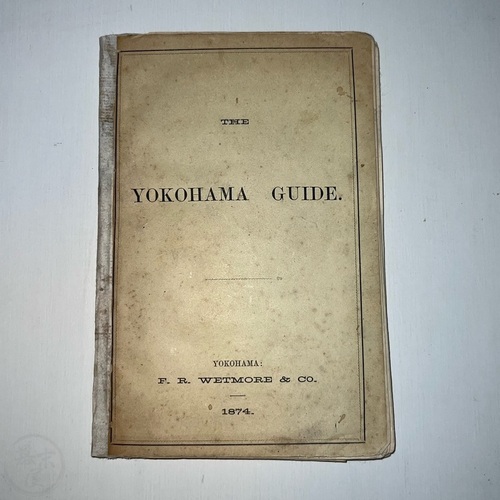 THE
YOKOHAMA GUIDE.
YOKOHAMA:
F. R. WETMORE & CO.
1874.